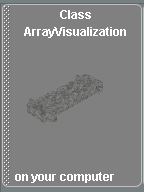 Class
ArrayVisualization
on your computer